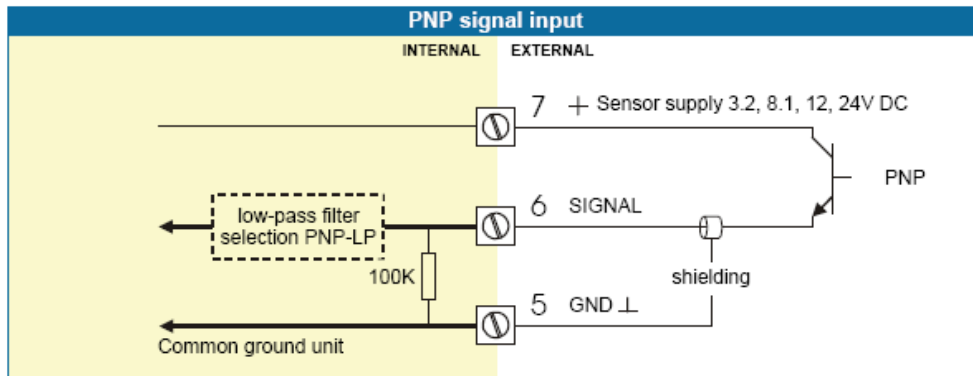 PNP signal input
INTERNAL EXTERNAL
7 + Sensor supply 3.2, 8.1, 12, 24V DC
PNP
6 SIGNAL
low-pass filter
selection PNP-LP
100K
shielding
5 GND ⊥
Common ground unit